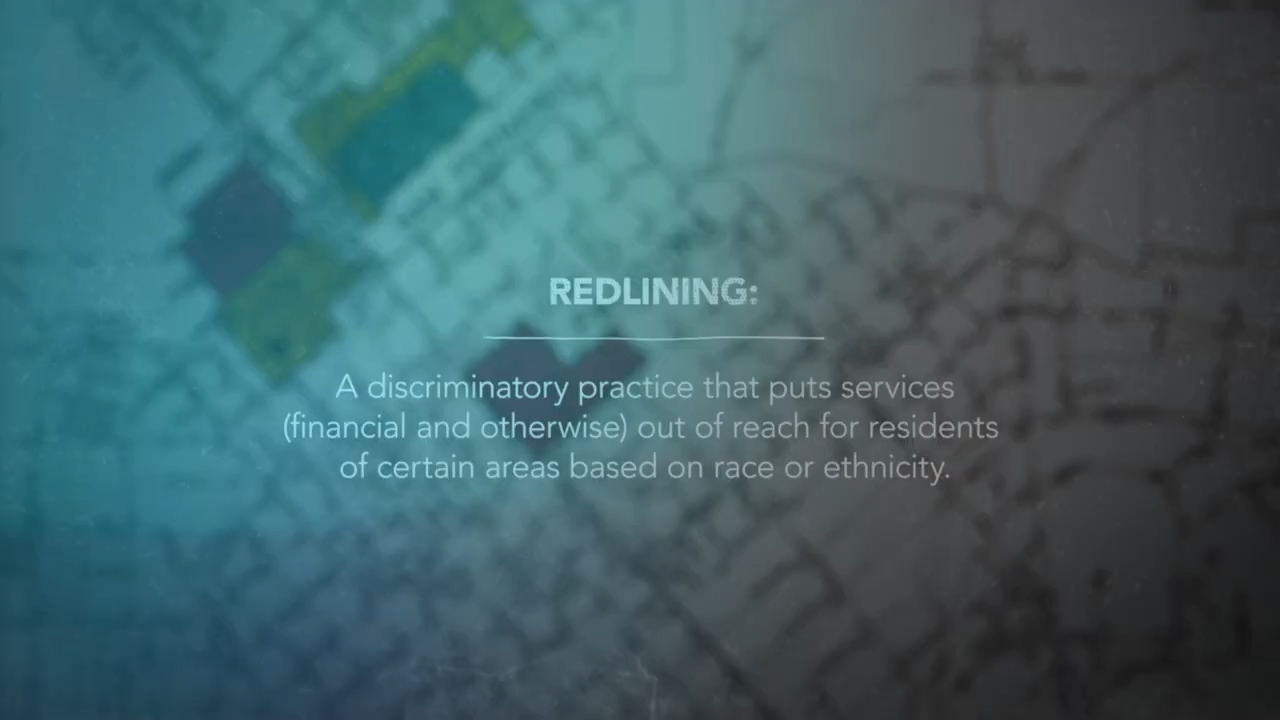 REDLINING:
A discriminatory practice that puts services
(financial and otherwise) out of reach for residents
of certain areas based on race or ethnicity.